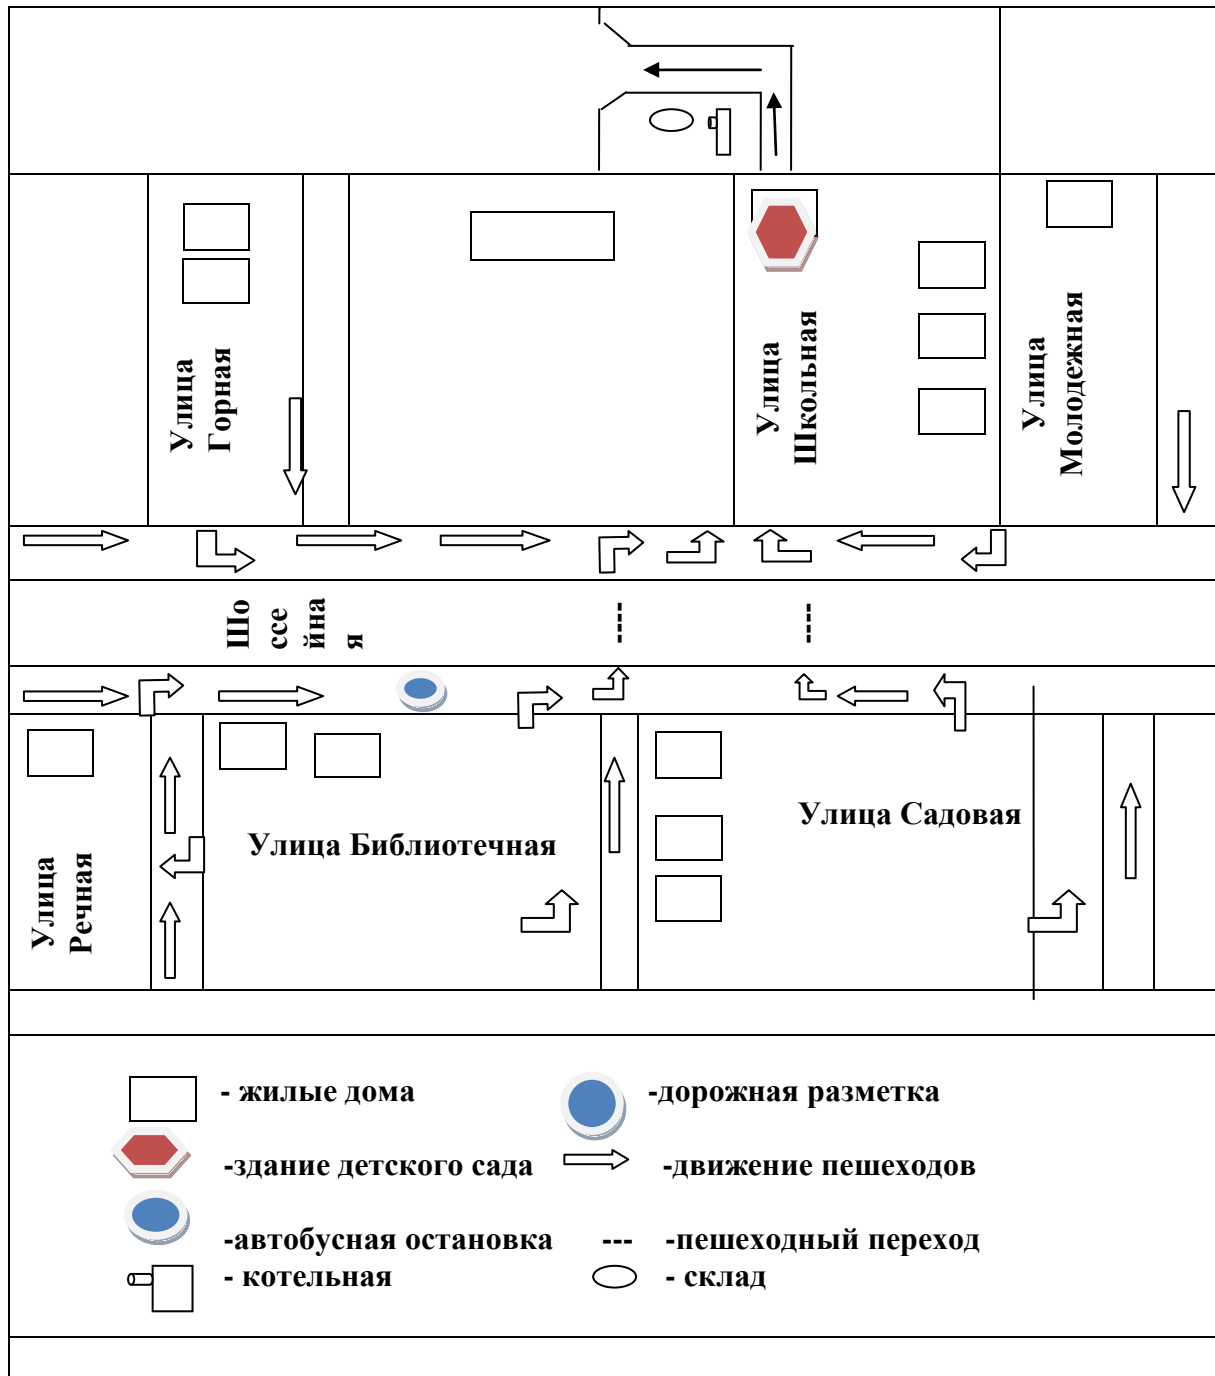 Улица
Горная
Улица
Школьная
Улица
Молодежная
Шо
ссе
йна
я
Улица
Речная
Улица Библиотечная
Улица Садовая
- жилые дома
-дорожная разметка
-здание детского сада
-движение пешеходов
-автобусная остановка
-пешеходный переход
- котельная
- склад